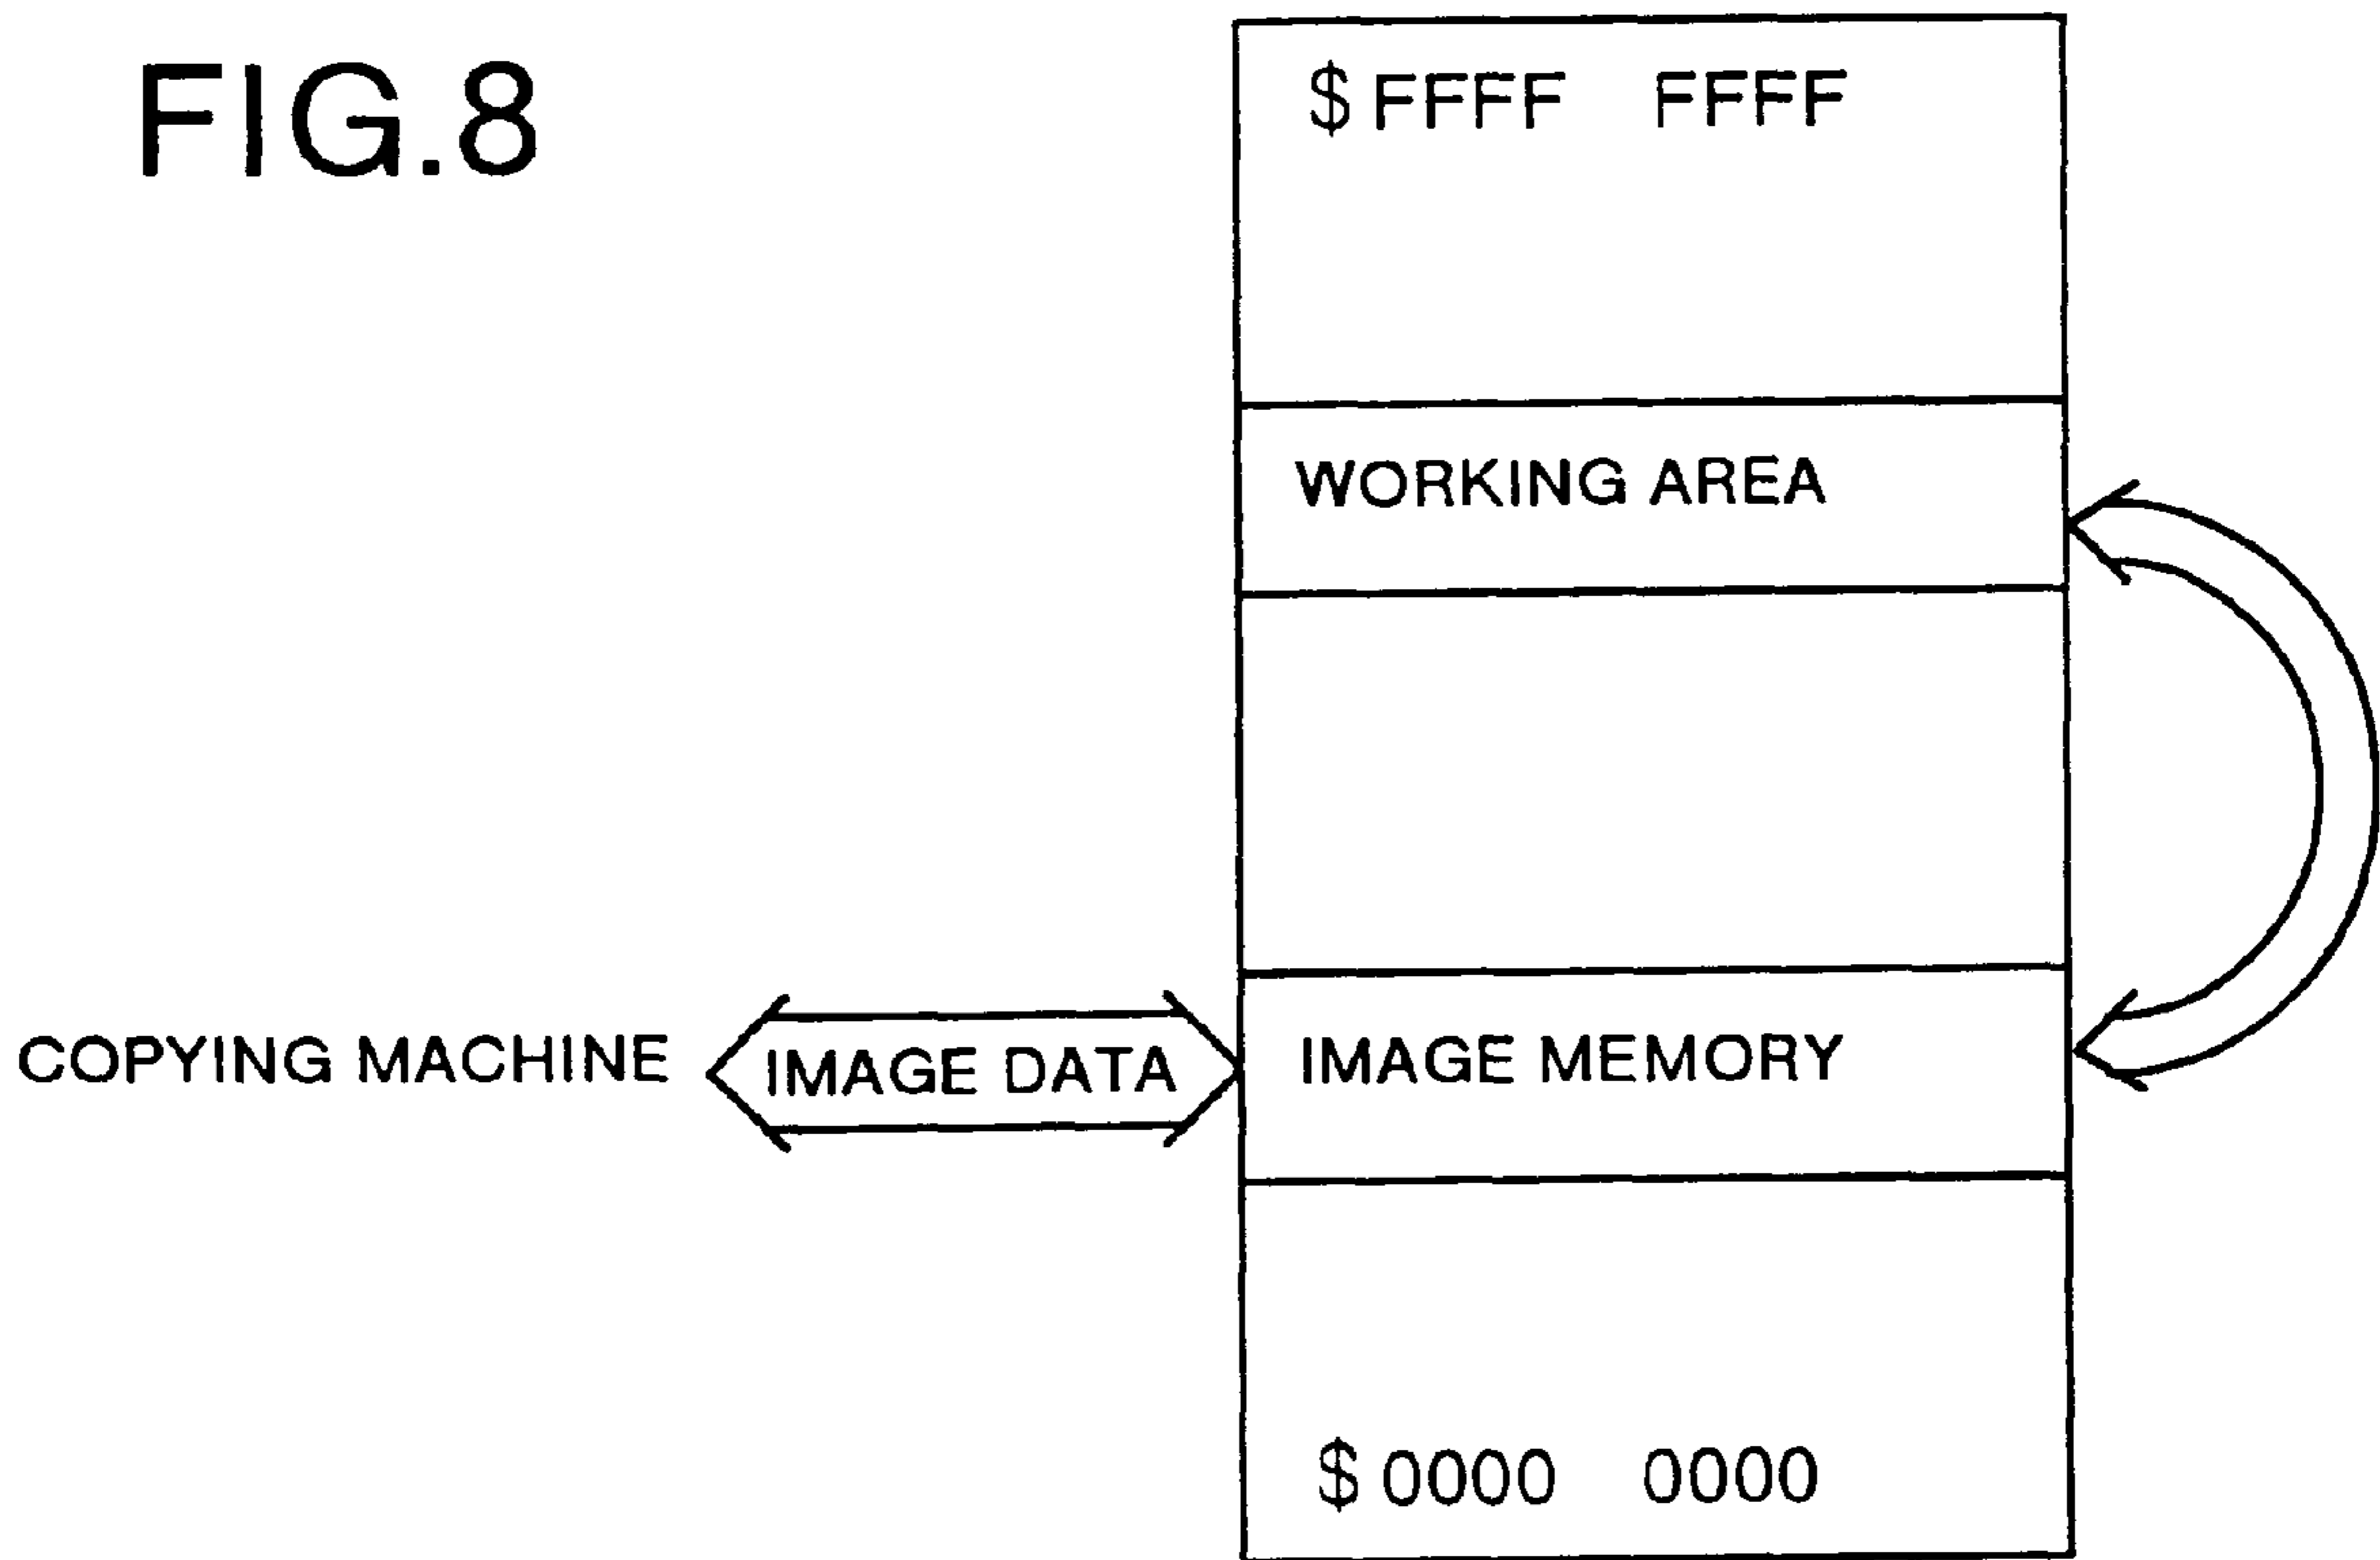 FIG.8
$FFFF FFFF
WORKING AREA
COPYING MACHINE
IMAGE DATA
IMAGE MEMORY
$0000 0000